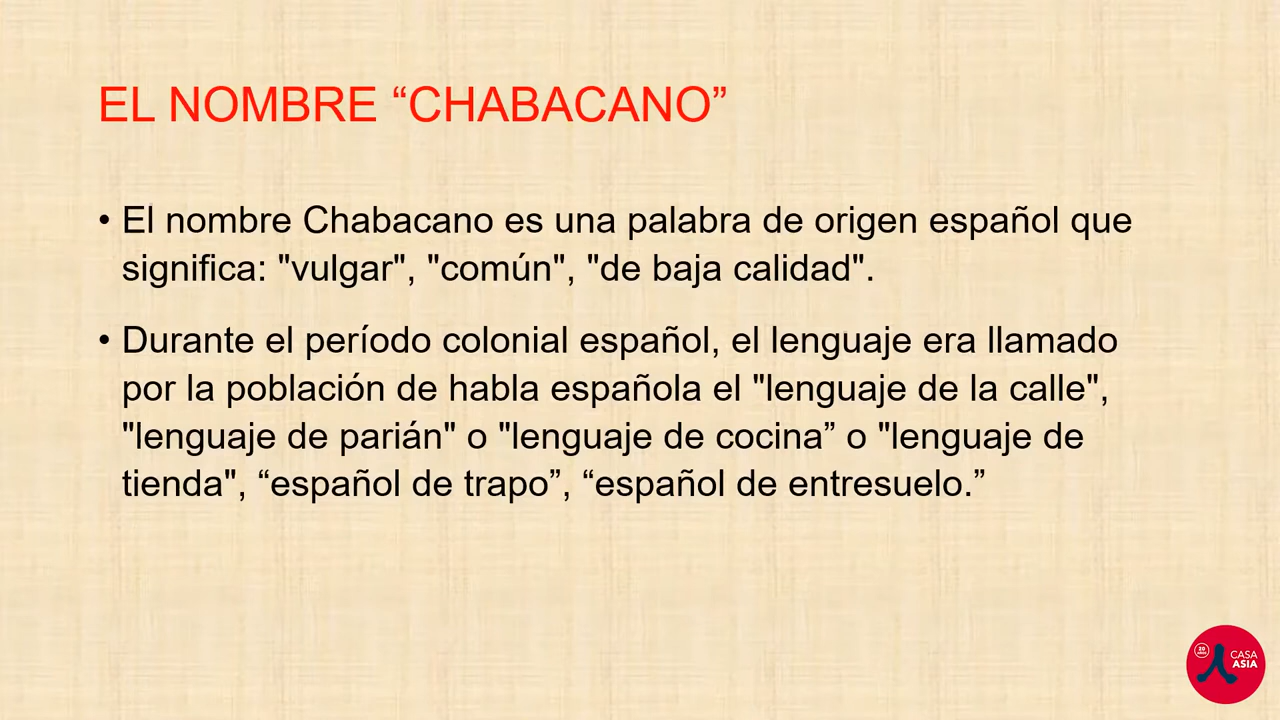 EL NOMBRE “CHABACANO”
• El nombre Chabacano es una palabra de origen español que
significa: "vulgar", "común", "de baja calidad".
• Durante el período colonial español, el lenguaje era llamado
por la población de habla española el "lenguaje de la calle",
"lenguaje de parián" o "lenguaje de cocina” o "lenguaje de
tienda", “español de trapo”, “español de entresuelo.”
20
años
CASA
ASIA